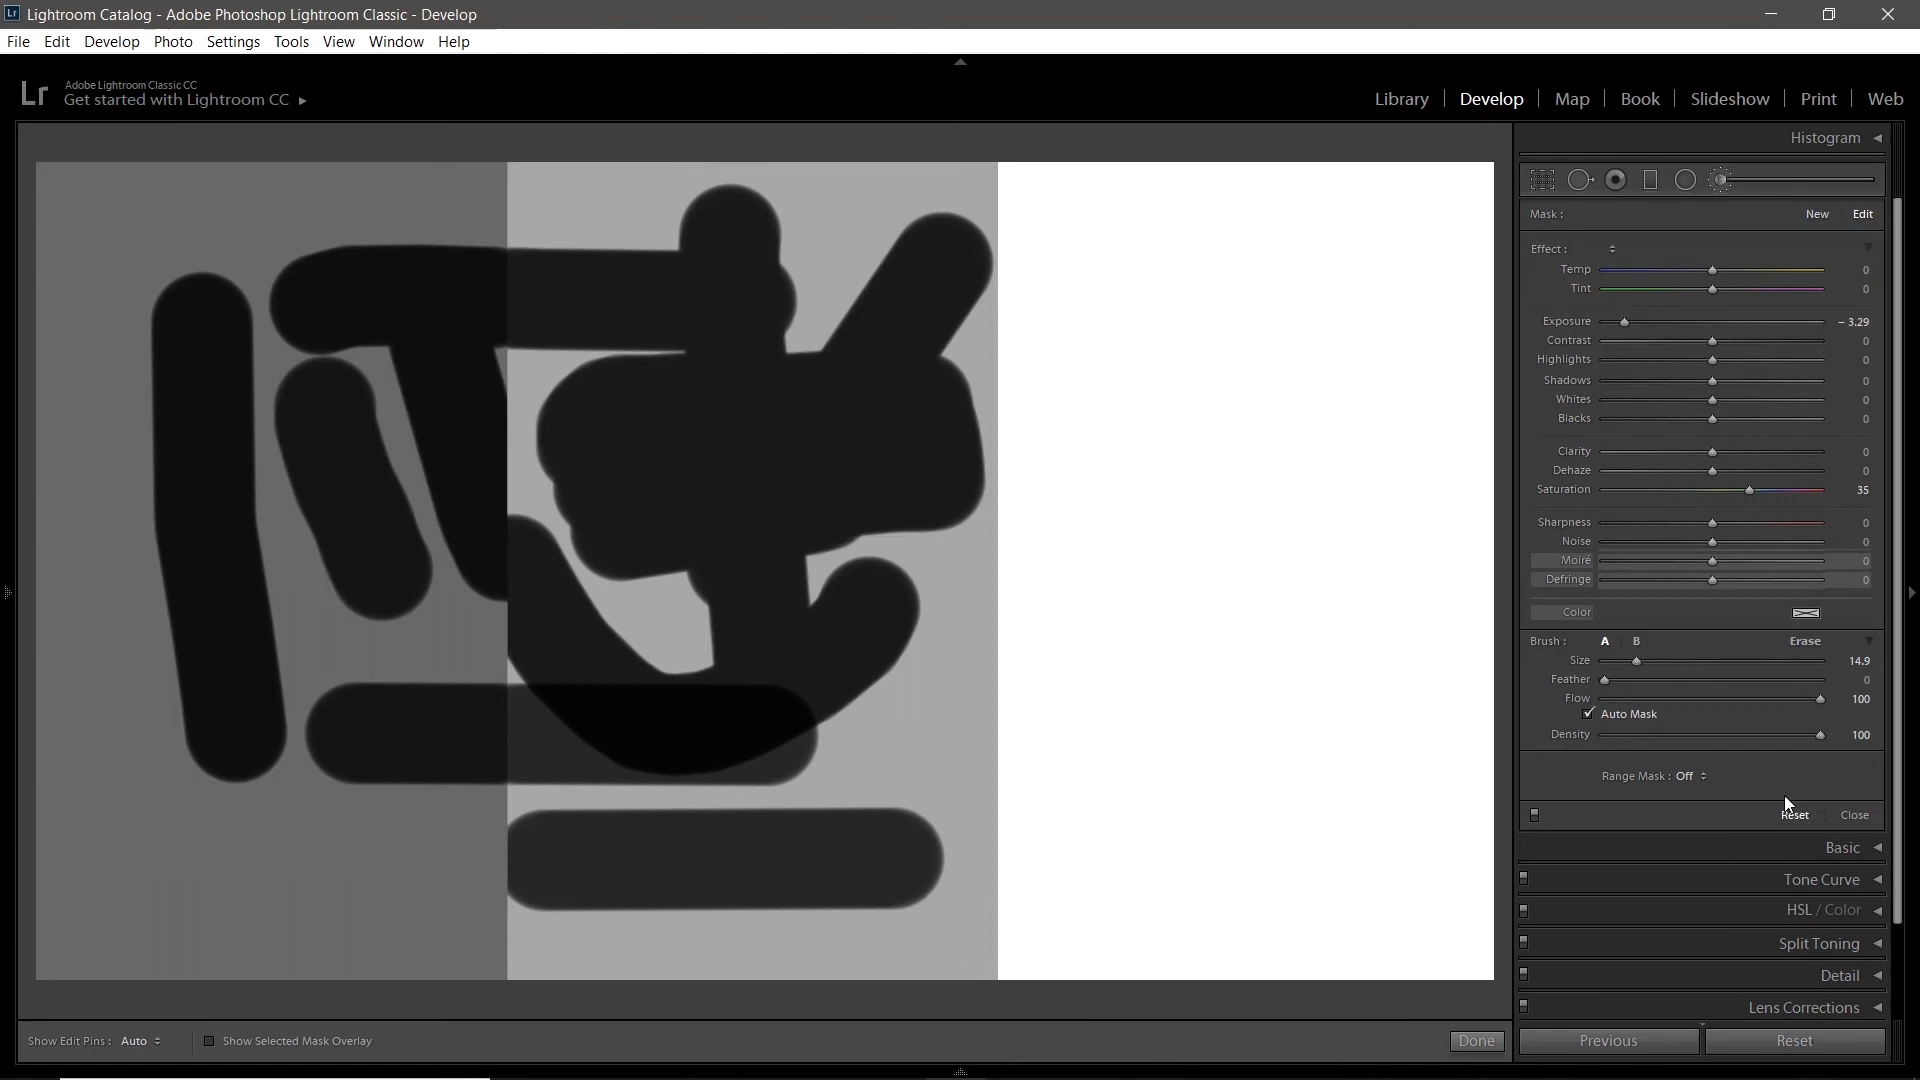 Lr Lightroom Catalog - Adobe Photoshop Lightroom Classic - Develop
File Edit Develop Photo Settings Tools View Window Help
Lr Adobe Lightroom Classic CC
Get started with Lightroom CC
Library Develop Map Book Slideshow Print Web
Histogram
Mask : New Edit
Effect :
Temp 0
Tint 0
Exposure – 3.29
Contrast 0
Highlights 0
Shadows 0
Whites 0
Blacks 0
Clarity 0
Dehaze 0
Saturation 35
Sharpness 0
Noise 0
Moiré 0
Defringe 0
Color
Brush : A B Erase
Size 14.9
Feather 0
Flow 100
Auto Mask
Density 100
Range Mask : Off
Reset Close
Basic
Tone Curve
HSL / Color
Split Toning
Detail
Lens Corrections
Show Edit Pins : Auto Show Selected Mask Overlay Done Previous Reset